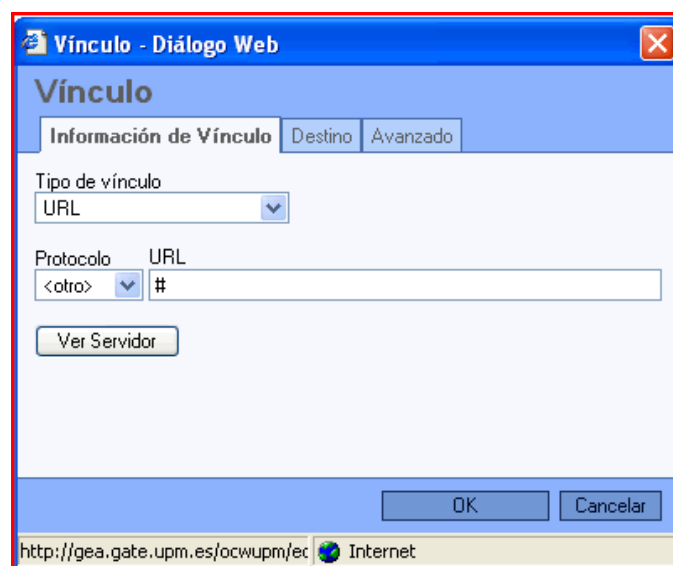 Vínculo - Diálogo Web
Vínculo
Información de Vínculo Destino Avanzado
Tipo de vínculo
URL
Protocolo URL
<otro> #
Ver Servidor
OK Cancelar
http://gea.gate.upm.es/ocwupm/ec Internet